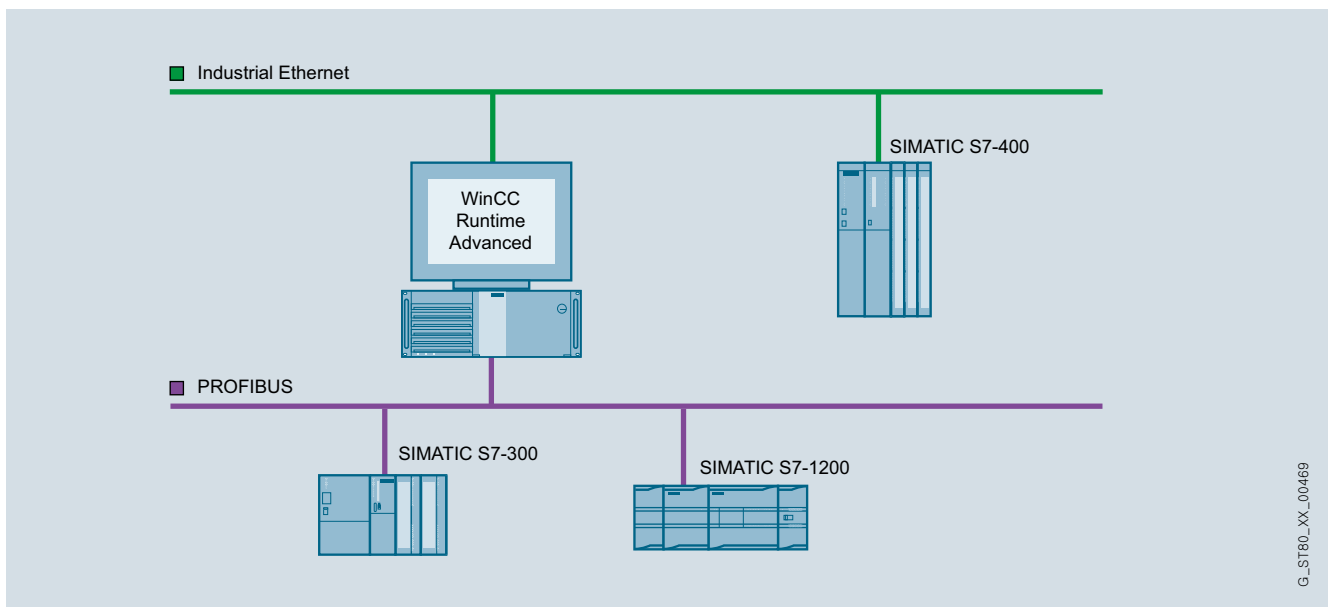 Industrial Ethernet
SIMATIC S7-400
WinCC
Runtime
Advanced
PROFIBUS
SIMATIC S7-300
SIMATIC S7-1200
G_ST80_XX_00469